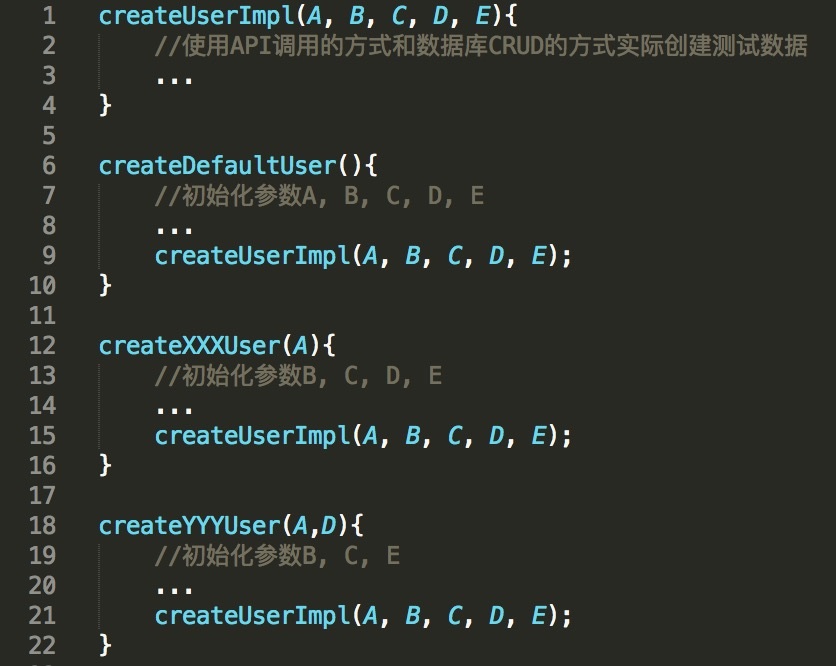 1 createUserImpl(A, B, C, D, E){
2 //使用API调用的方式和数据库CRUD的方式实际创建测试数据
3 ...
4 }
5
6 createDefaultUser(){
7 //初始化参数A, B, C, D, E
8 ...
9 createUserImpl(A, B, C, D, E);
10 }
11
12 createXXXUser(A){
13 //初始化参数B, C, D, E
14 ...
15 createUserImpl(A, B, C, D, E);
16 }
17
18 createYYYUser(A,D){
19 //初始化参数B, C, E
20 ...
21 createUserImpl(A, B, C, D, E);
22 }